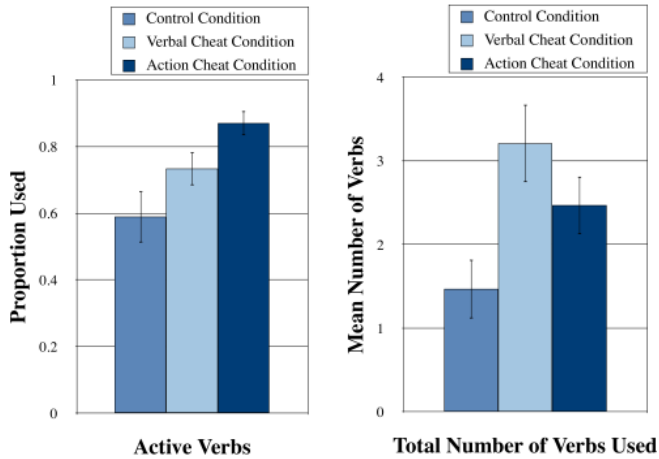 Control Condition
Verbal Cheat Condition
Action Cheat Condition
1
0.8
0.6
0.4
0.2
0
Proportion Used
Active Verbs
Control Condition
Verbal Cheat Condition
Action Cheat Condition
4
3
2
1
0
Mean Number of Verbs
Total Number of Verbs Used